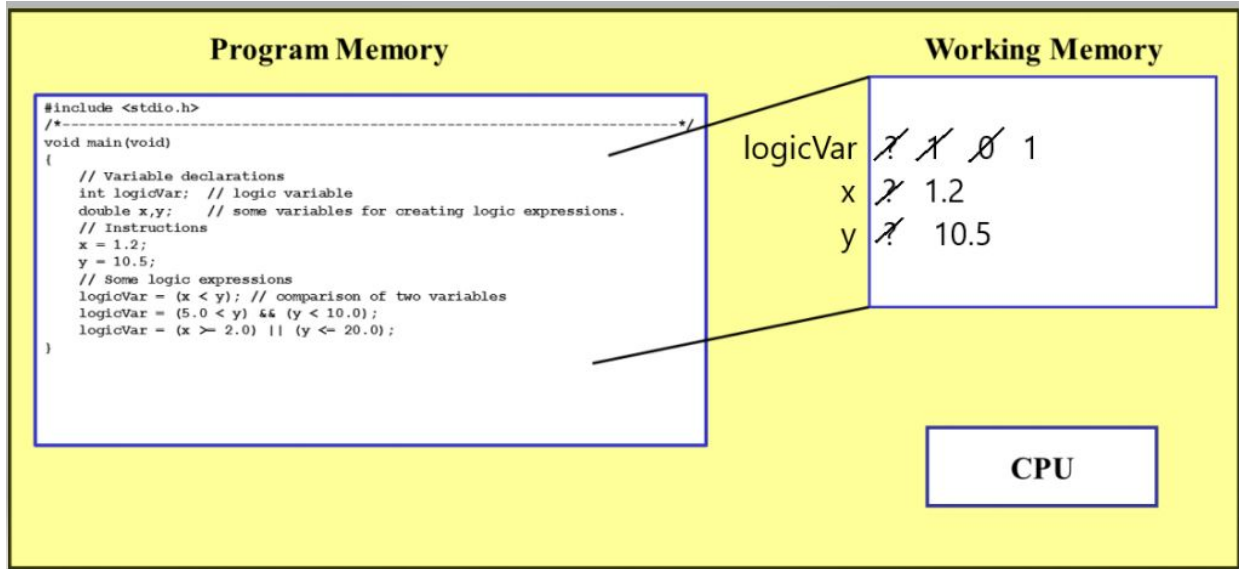 Program Memory
Working Memory
#include <stdio.h>
/*-----------------------------------------------------------------------*/
void main(void)
{
    // Variable declarations
    int logicVar;  // logic variable
    double x,y;    // some variables for creating logic expressions.
    // Instructions
    x = 1.2;
    y = 10.5;
    // Some logic expressions
    logicVar = (x < y); // comparison of two variables
    logicVar = (5.0 < y) && (y < 10.0);
    logicVar = (x >= 2.0) || (y <= 20.0);
}
logicVar ? 1 0 1
x ? 1.2
y ? 10.5
CPU